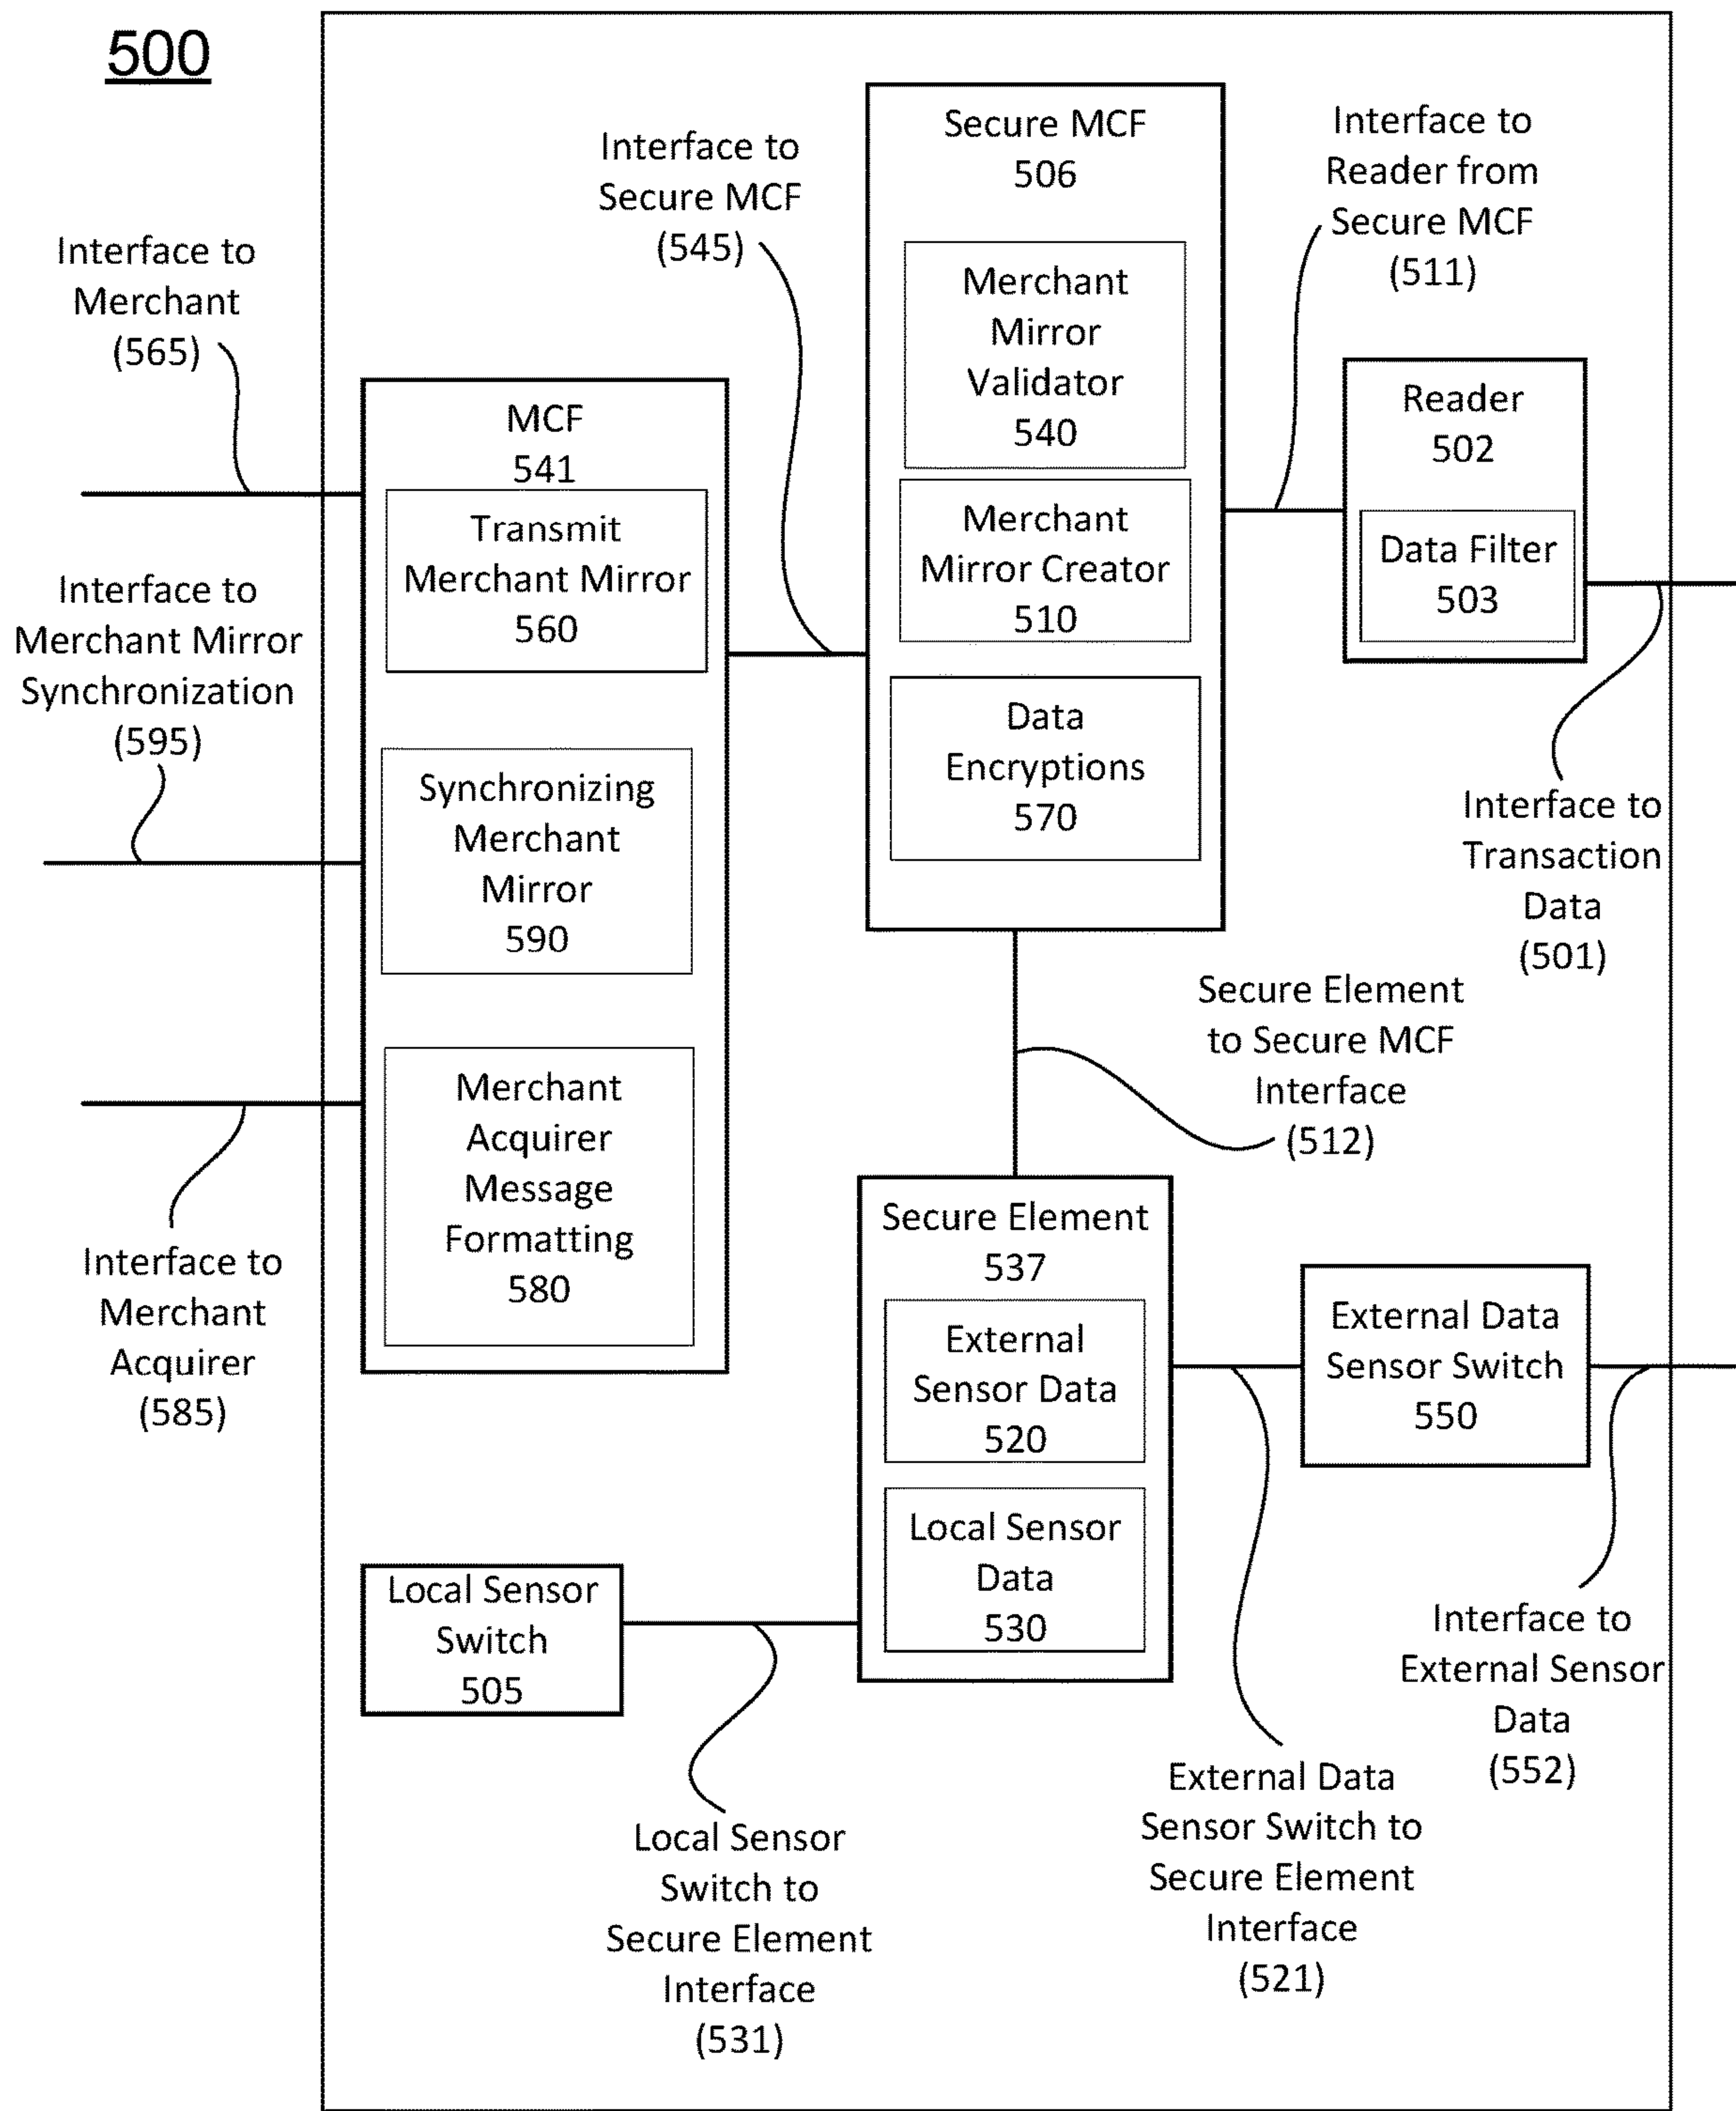 500
Interface to
Merchant
(565)
Interface to
Merchant Mirror
Synchronization
(595)
Interface to
Merchant
Acquirer
(585)
MCF
541
Transmit
Merchant Mirror
560
Synchronizing
Merchant
Mirror
590
Merchant
Acquirer
Message
Formatting
580
Interface to
Secure MCF
(545)
Secure MCF
506
Merchant
Mirror
Validator
540
Merchant
Mirror Creator
510
Data
Encryptions
570
Interface to
Reader from
Secure MCF
(511)
Reader
502
Data Filter
503
Interface to
Transaction
Data
(501)
Secure Element
to Secure MCF
Interface
(512)
Secure Element
537
External
Sensor Data
520
Local Sensor
Data
530
External Data
Sensor Switch
550
Local Sensor
Switch
505
Interface to
External Sensor
Data
(552)
External Data
Sensor Switch to
Secure Element
Interface
(521)
Local Sensor
Switch to
Secure Element
Interface
(531)